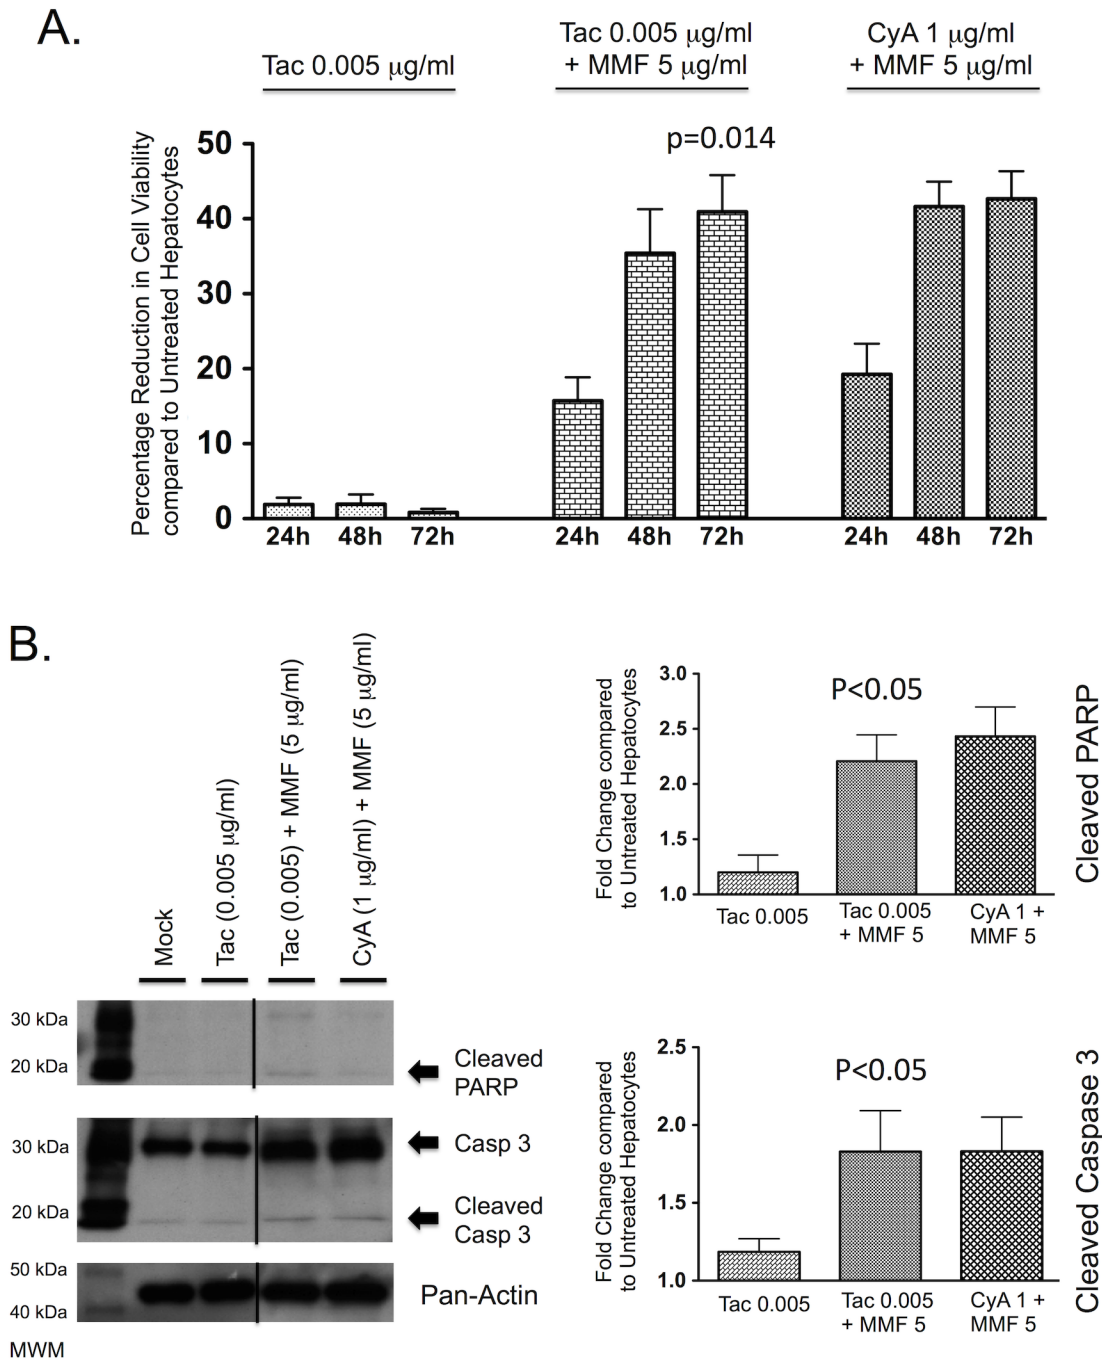 A.
Tac 0.005 μg/ml
Tac 0.005 μg/ml
+ MMF 5 μg/ml
CyA 1 μg/ml
+ MMF 5 μg/ml
Percentage Reduction in Cell Viability
compared to Untreated Hepatocytes
50
40
30
20
10
0
p=0.014
24h 48h 72h 24h 48h 72h 24h 48h 72h
B.
Mock
Tac (0.005 μg/ml)
Tac (0.005) + MMF (5 μg/ml)
CyA (1 μg/ml) + MMF (5 μg/ml)
30 kDa
20 kDa
Cleaved
PARP
30 kDa
Casp 3
20 kDa
Cleaved
Casp 3
50 kDa
40 kDa
Pan-Actin
MWM
Fold Change compared
to Untreated Hepatocytes
3.0
2.5
2.0
1.5
1.0
P<0.05
Tac 0.005
Tac 0.005
+ MMF 5
CyA 1 +
MMF 5
Cleaved PARP
Fold Change compared
to Untreated Hepatocytes
2.5
2.0
1.5
1.0
P<0.05
Tac 0.005
Tac 0.005
+ MMF 5
CyA 1 +
MMF 5
Cleaved Caspase 3